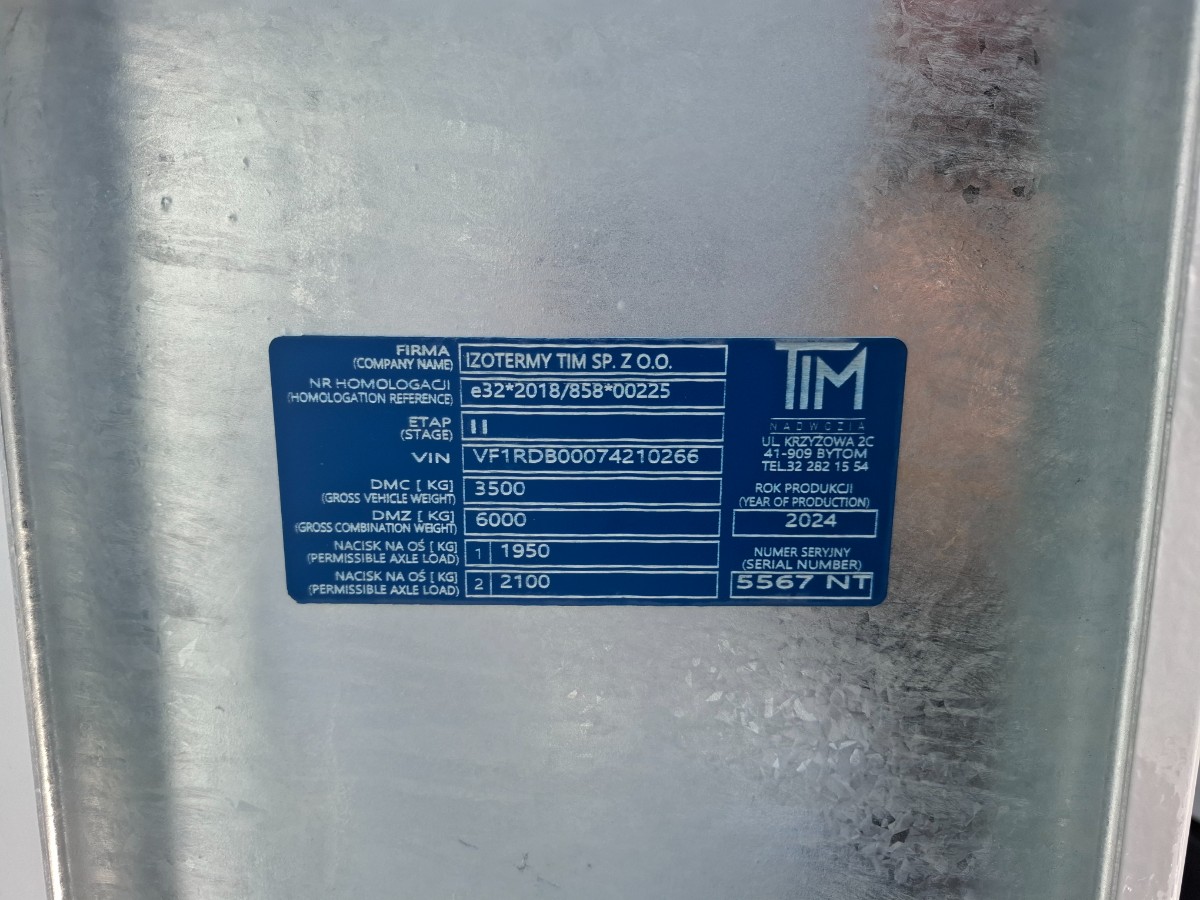 FIRMA
(COMPANY NAME)
IZOTERMY TIM SP. Z O.O.
NR HOMOLOGACJI
(HOMOLOGATION REFERENCE)
e32*2018/858*00225
ETAP
(STAGE)
II
VIN
VF1RDB00074210266
DMC [ KG]
(GROSS VEHICLE WEIGHT)
3500
DMZ [ KG]
(GROSS COMBINATION WEIGHT)
6000
NACISK NA OŚ [ KG]
(PERMISSIBLE AXLE LOAD)
1 1950
NACISK NA OŚ [ KG]
(PERMISSIBLE AXLE LOAD)
2 2100
TIM
NADWOZIA
UL. KRZYŻOWA 2C
41-909 BYTOM
TEL.32 282 15 54
ROK PRODUKCJI
(YEAR OF PRODUCTION)
2024
NUMER SERYJNY
(SERIAL NUMBER)
5567 NT